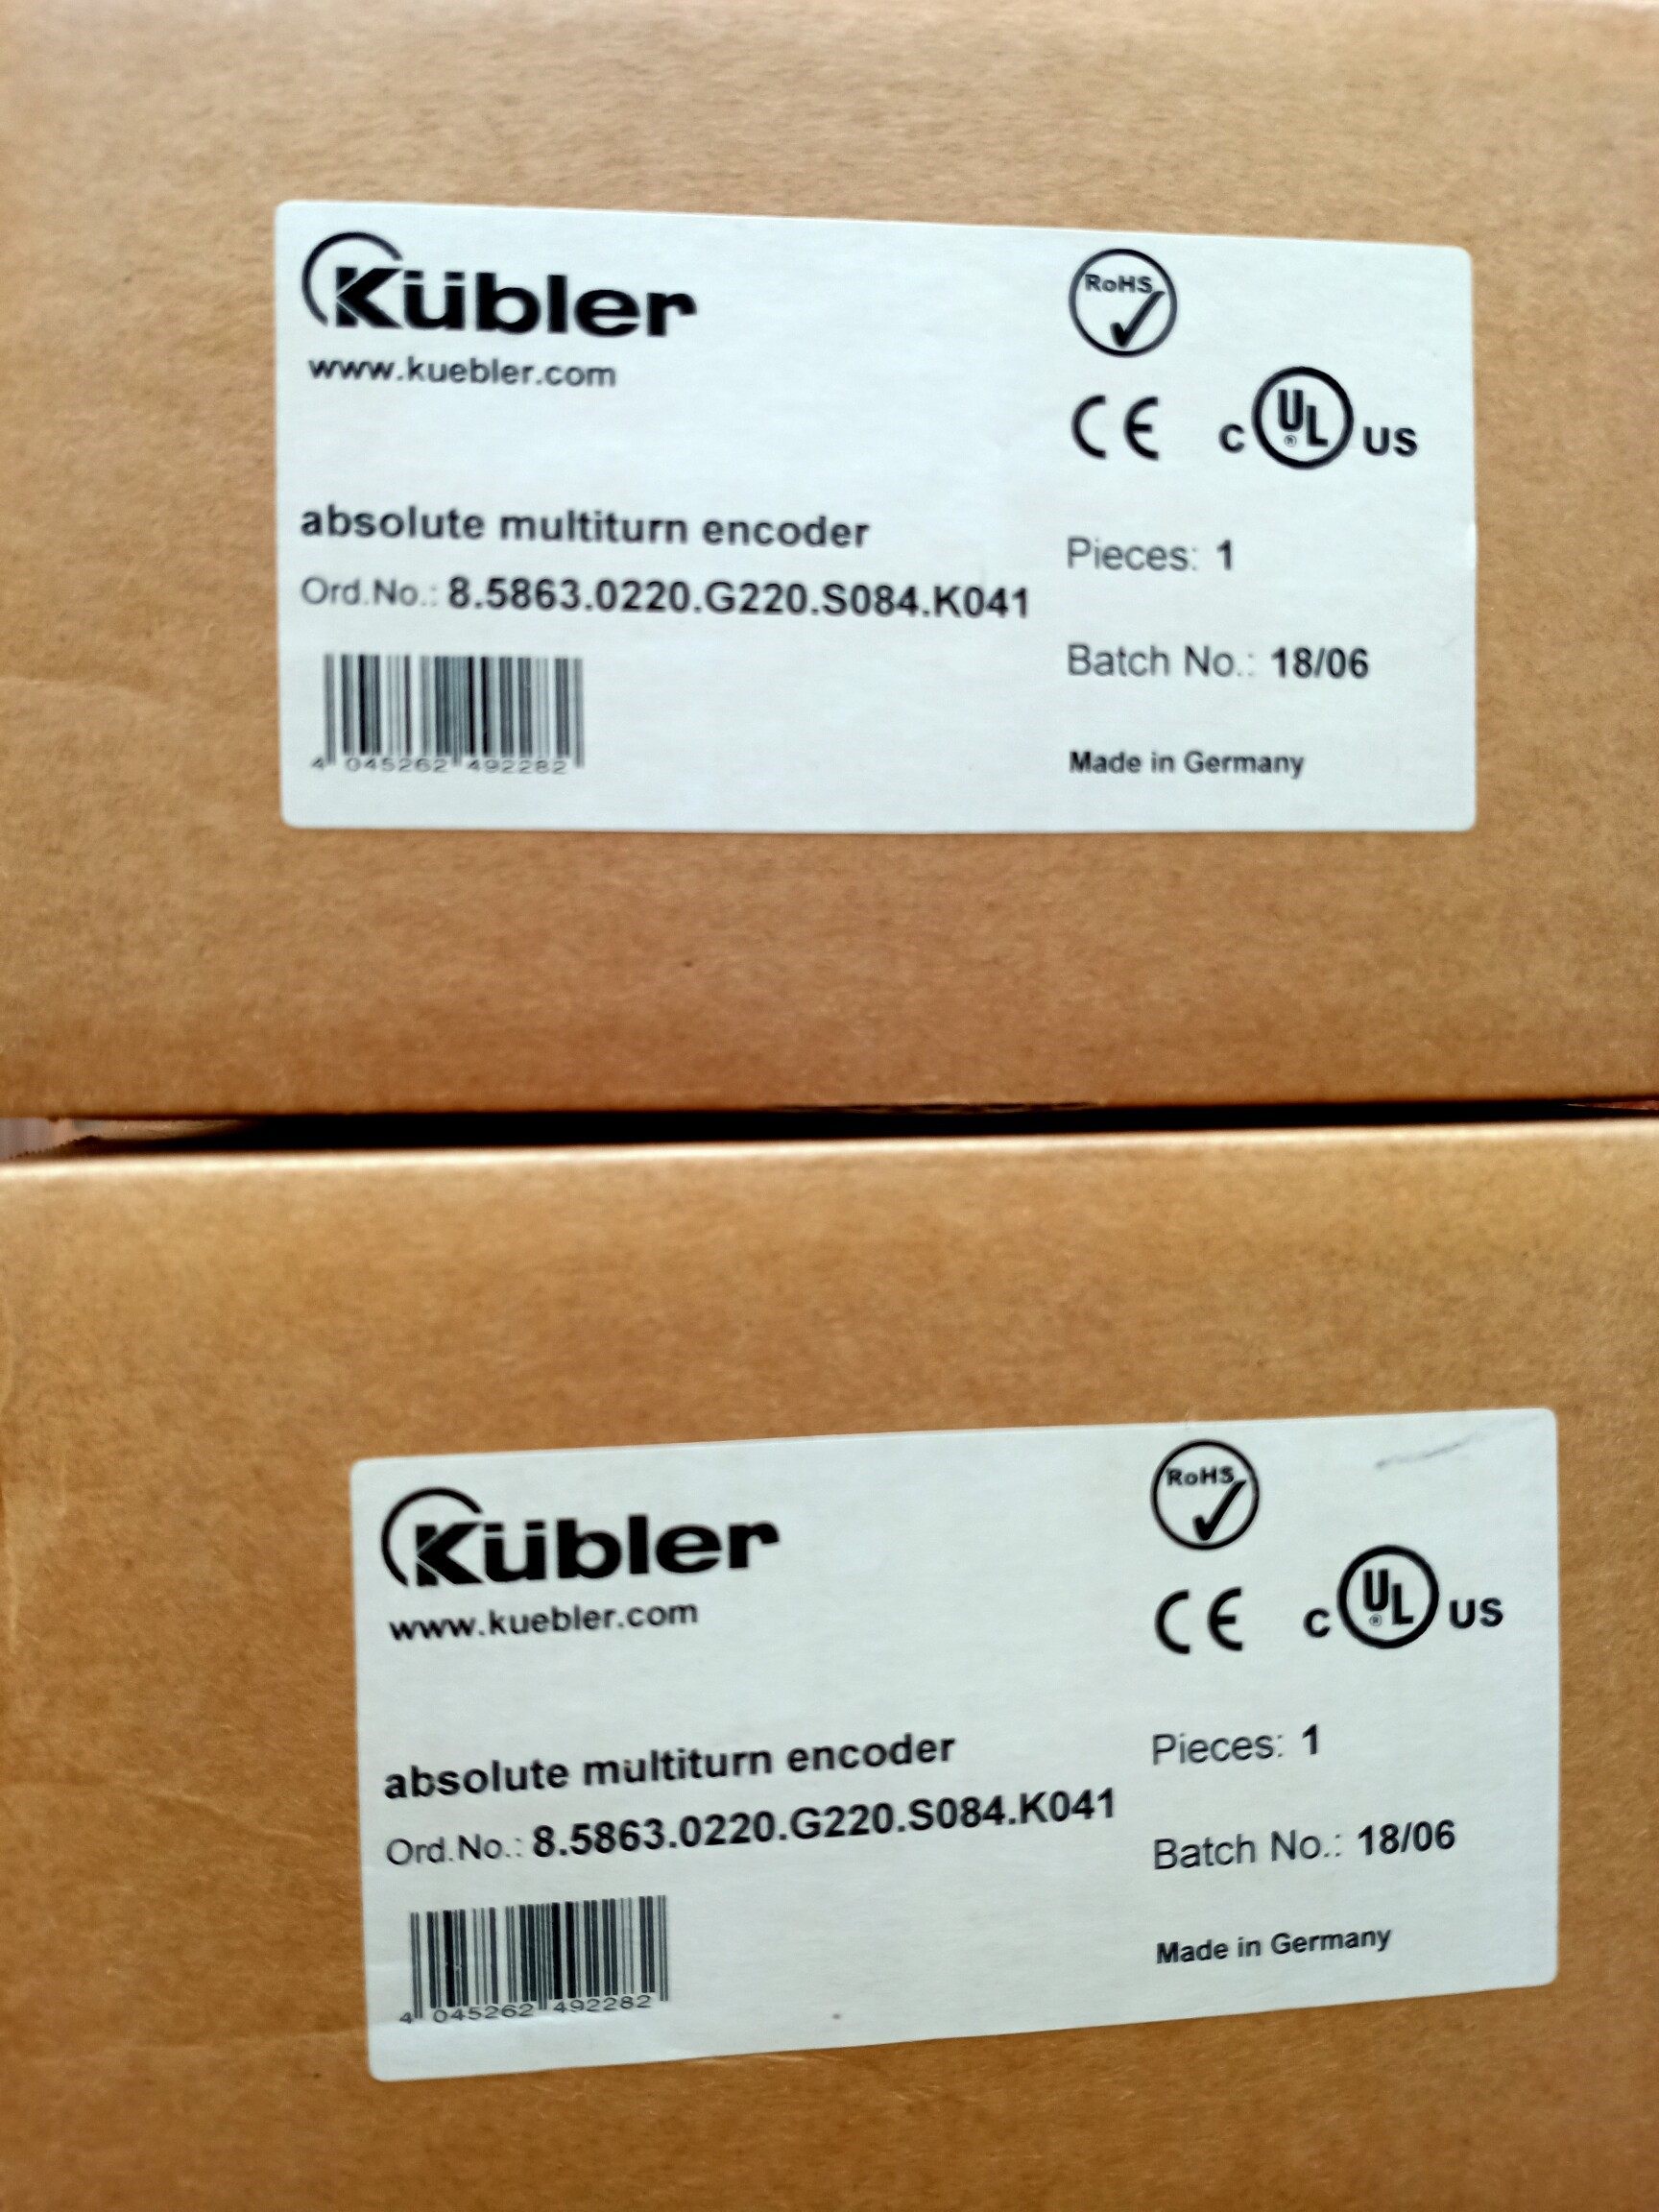 Kübler
www.kuebler.com
RoHS
CE
c UL ® US
absolute multiturn encoder
Pieces: 1
Ord.No.: 8.5863.0220.G220.S084.K041
Batch No.: 18/06
4 045262 492282
Made in Germany
Kübler
www.kuebler.com
RoHS
CE
c UL ® US
absolute multiturn encoder
Pieces: 1
Ord.No.: 8.5863.0220.G220.S084.K041
Batch No.: 18/06
4 045262 492282
Made in Germany